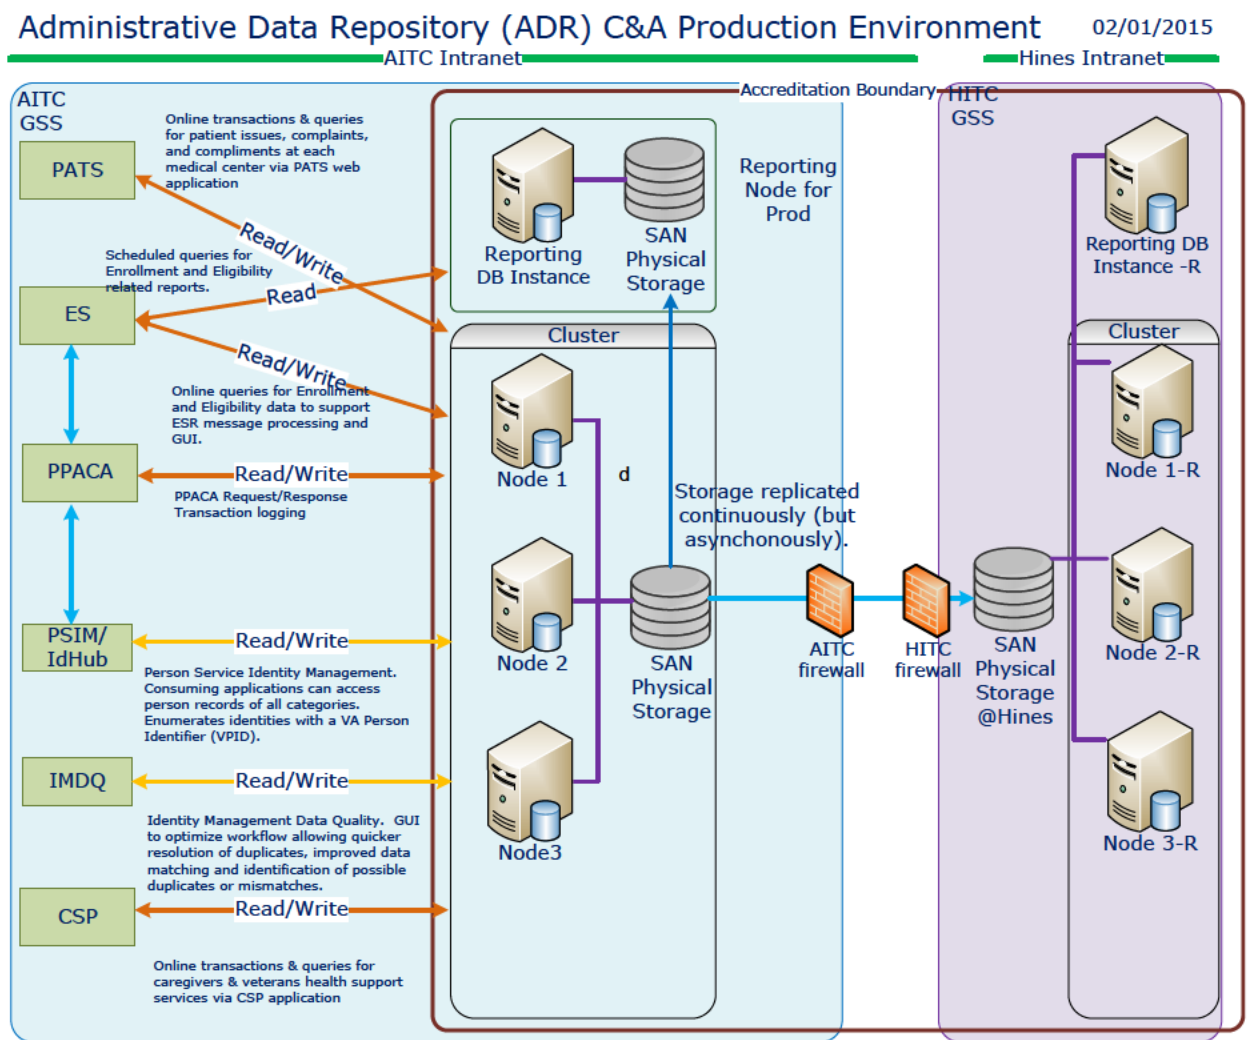 Administrative Data Repository (ADR) C&A Production Environment
02/01/2015
AITC Intranet
Hines Intranet
AITC
GSS
Accreditation Boundary
HITC
GSS
PATS
Online transactions & queries
for patient issues, complaints,
and compliments at each
medical center via PATS web
application
Read/Write
Reporting
DB Instance
SAN
Physical
Storage
Reporting
Node for
Prod
Reporting DB
Instance -R
Scheduled queries for
Enrollment and Eligibility
related reports.
Read
ES
Read/Write
Online queries for Enrollment
and Eligibility data to support
ESR message processing and
GUI.
Cluster
Node 1
d
Cluster
Node 1-R
PPACA
Read/Write
PPACA Request/Response
Transaction logging
Storage replicated
continuously (but
asynchonously).
PSIM/
IdHub
Read/Write
Person Service Identity Management.
Consuming applications can access
person records of all categories.
Enumerates identities with a VA Person
Identifier (VPID).
Node 2
SAN
Physical
Storage
AITC
firewall
HITC
firewall
SAN
Physical
Storage
@Hines
Node 2-R
IMDQ
Read/Write
Identity Management Data Quality.  GUI
to optimize workflow allowing quicker
resolution of duplicates, improved data
matching and identification of possible
duplicates or mismatches.
Node3
Node 3-R
CSP
Read/Write
Online transactions & queries for
caregivers & veterans health support
services via CSP application